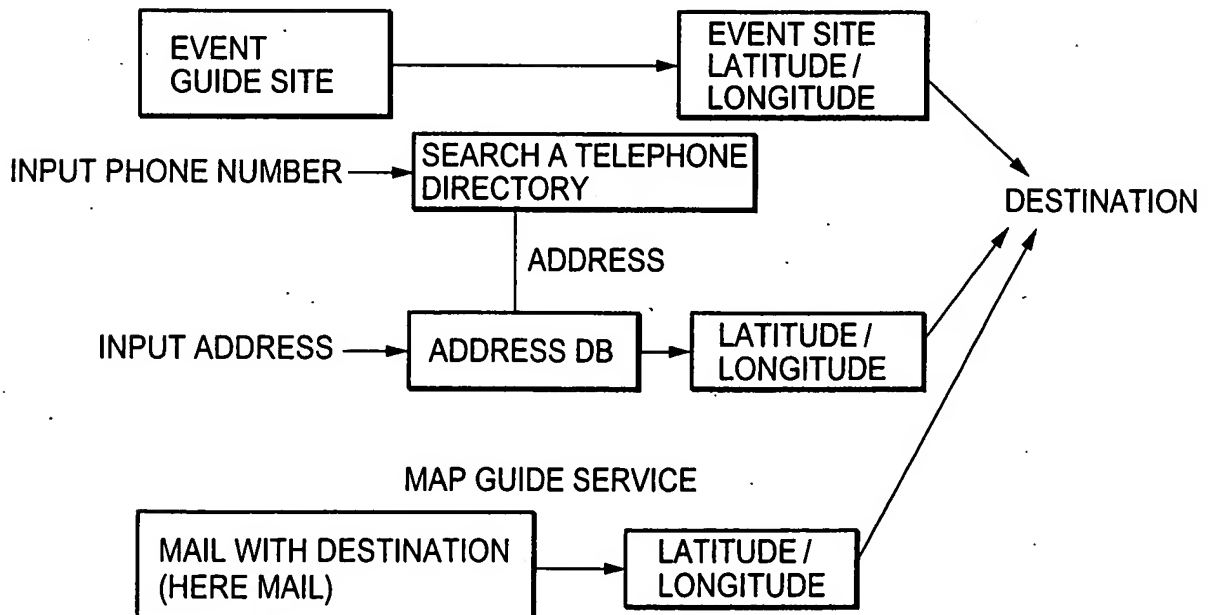 EVENT
GUIDE SITE
EVENT SITE
LATITUDE /
LONGITUDE
INPUT PHONE NUMBER
SEARCH A TELEPHONE
DIRECTORY
DESTINATION
ADDRESS
INPUT ADDRESS
ADDRESS DB
LATITUDE /
LONGITUDE
MAP GUIDE SERVICE
MAIL WITH DESTINATION
(HERE MAIL)
LATITUDE /
LONGITUDE